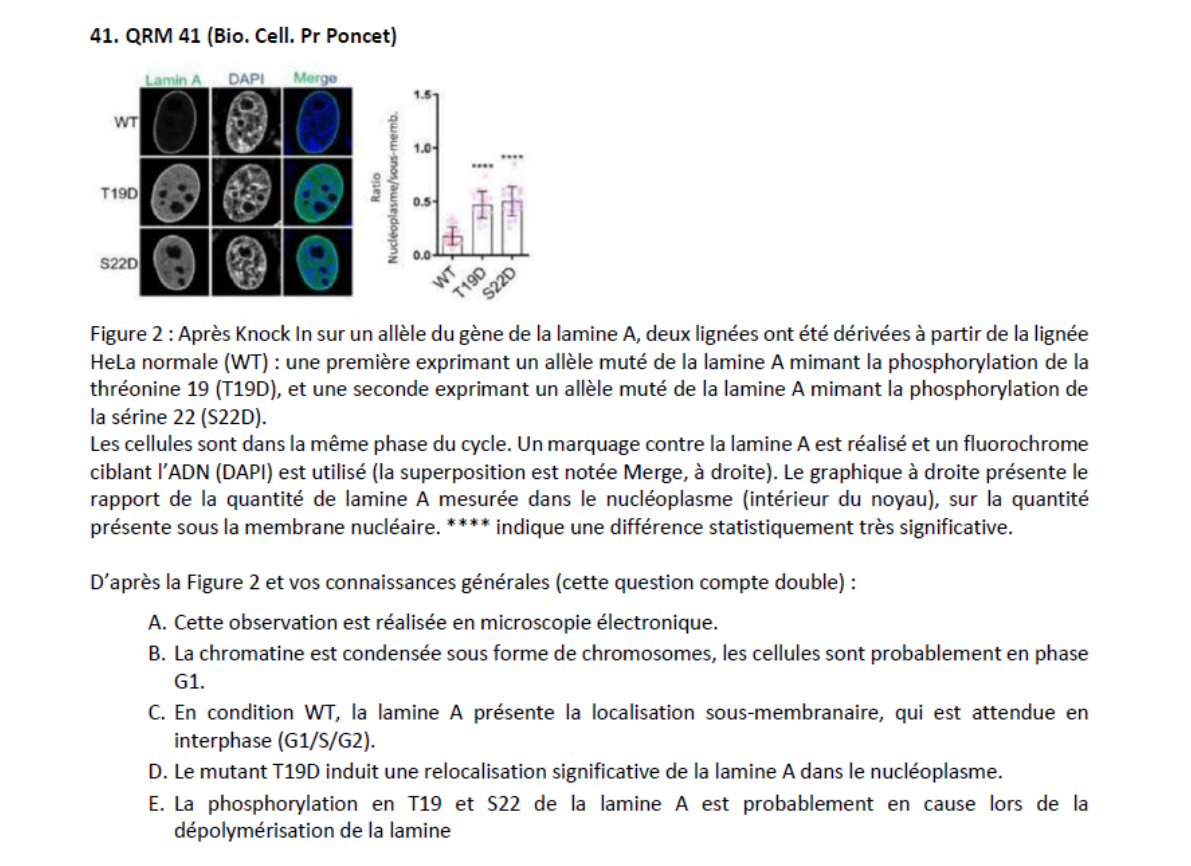 41. QRM 41 (Bio. Cell. Pr Poncet)
Lamin A DAPI Merge
WT
T19D
S22D
Ratio
Nucléoplasme/sous-memb.
1.5
1.0
0.5
0.0
**** ****
WT T19D S22D
Figure 2 : Après Knock In sur un allèle du gène de la lamine A, deux lignées ont été dérivées à partir de la lignée
HeLa normale (WT) : une première exprimant un allèle muté de la lamine A mimant la phosphorylation de la
thréonine 19 (T19D), et une seconde exprimant un allèle muté de la lamine A mimant la phosphorylation de
la sérine 22 (S22D).
Les cellules sont dans la même phase du cycle. Un marquage contre la lamine A est réalisé et un fluorochrome
ciblant l’ADN (DAPI) est utilisé (la superposition est notée Merge, à droite). Le graphique à droite présente le
rapport de la quantité de lamine A mesurée dans le nucléoplasme (intérieur du noyau), sur la quantité
présente sous la membrane nucléaire. **** indique une différence statistiquement très significative.
D’après la Figure 2 et vos connaissances générales (cette question compte double) :
A. Cette observation est réalisée en microscopie électronique.
B. La chromatine est condensée sous forme de chromosomes, les cellules sont probablement en phase
G1.
C. En condition WT, la lamine A présente la localisation sous-membranaire, qui est attendue en
interphase (G1/S/G2).
D. Le mutant T19D induit une relocalisation significative de la lamine A dans le nucléoplasme.
E. La phosphorylation en T19 et S22 de la lamine A est probablement en cause lors de la
dépolymérisation de la lamine